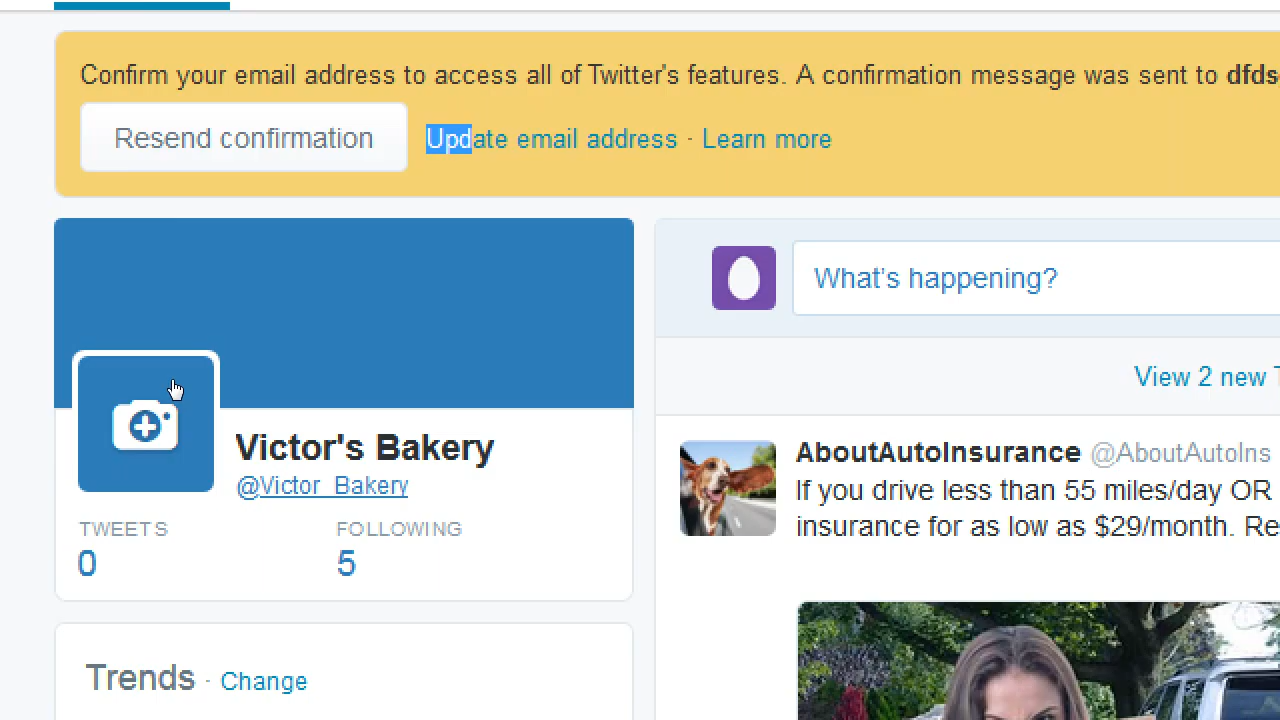 Confirm your email address to access all of Twitter's features. A confirmation message was sent to dfds
Resend confirmation
Update email address · Learn more
What's happening?
View 2 new
Victor's Bakery
@Victor_Bakery
TWEETS
FOLLOWING
0
5
AboutAutoInsurance @AboutAutoIns
If you drive less than 55 miles/day OR
insurance for as low as $29/month. Re
Trends · Change